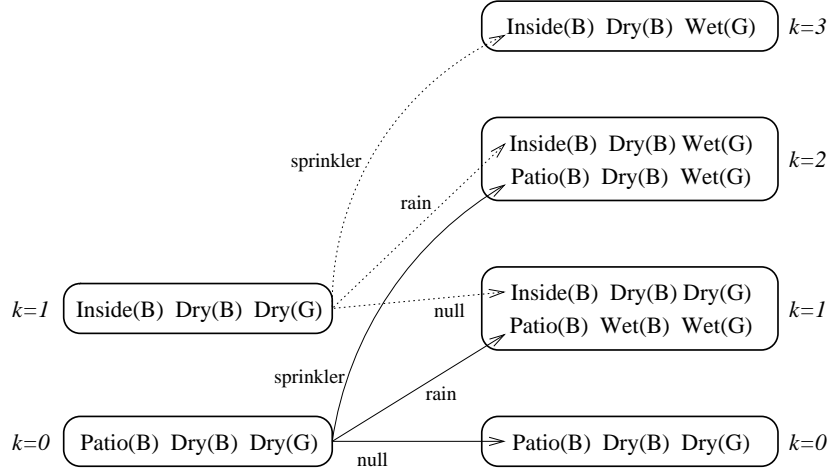 Inside(B) Dry(B) Wet(G) k=3
Inside(B) Dry(B) Wet(G)
Patio(B) Dry(B) Wet(G)
k=2
sprinkler
rain
k=1 Inside(B) Dry(B) Dry(G)
Inside(B) Dry(B) Dry(G)
Patio(B) Wet(B) Wet(G)
k=1
null
sprinkler
rain
k=0 Patio(B) Dry(B) Dry(G)
null
Patio(B) Dry(B) Dry(G) k=0